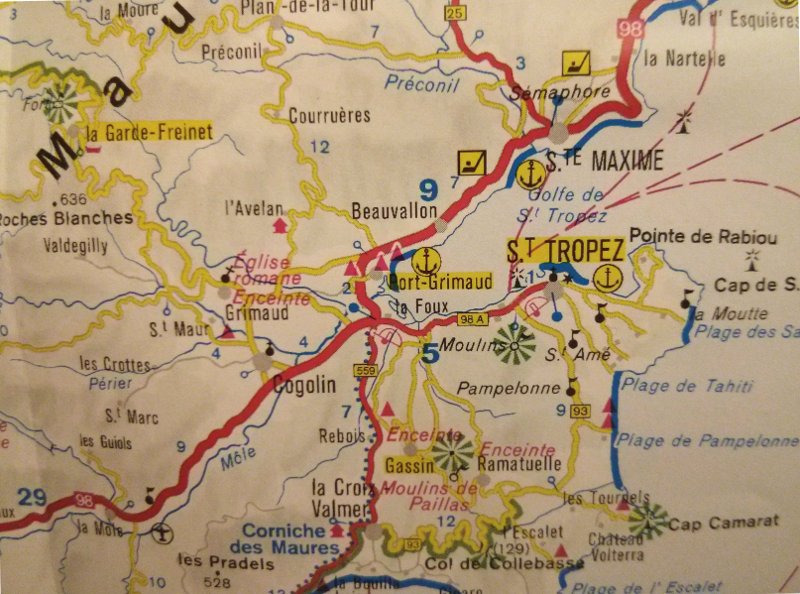 3
la Moure
Plan-de-la-Tour
25
98
Val d'Esquières
u
Préconil
7
3
la Nartelle
Préconil
Sémaphore
a
Fort
Courruères
la Garde-Freinet
12
M
STE MAXIME
9
7
636
l'Avelan
Beauvallon
Golfe de
St Tropez
Roches Blanches
Valdegilly
ST TROPEZ
Pointe de Rabiou
Église
romane
Port-Grimaud
Cap de S
Enceinte
2
la Foux
Grimaud
98 A
la Moutte
St Maur
Plage des Sa
4
4
5
Moulins
St Amé
les Crottes
Périer
Cogolin
559
Pampelonne
Plage de Tahiti
St Marc
7
9
93
les Guiols
9
Rebois
Enceinte
Plage de Pampelonne
Môle
Gassin
Enceinte
Ramatuelle
29
98
la Croix
Valmer
Moulins de
Paillas
les Tournels
la Môle
12
Cap Camarat
Corniche
des Maures
l'Escalet
Château
Volterra
93
(129)
les Pradels
Col de Collebasse
528
10
Plage de l'Escalet